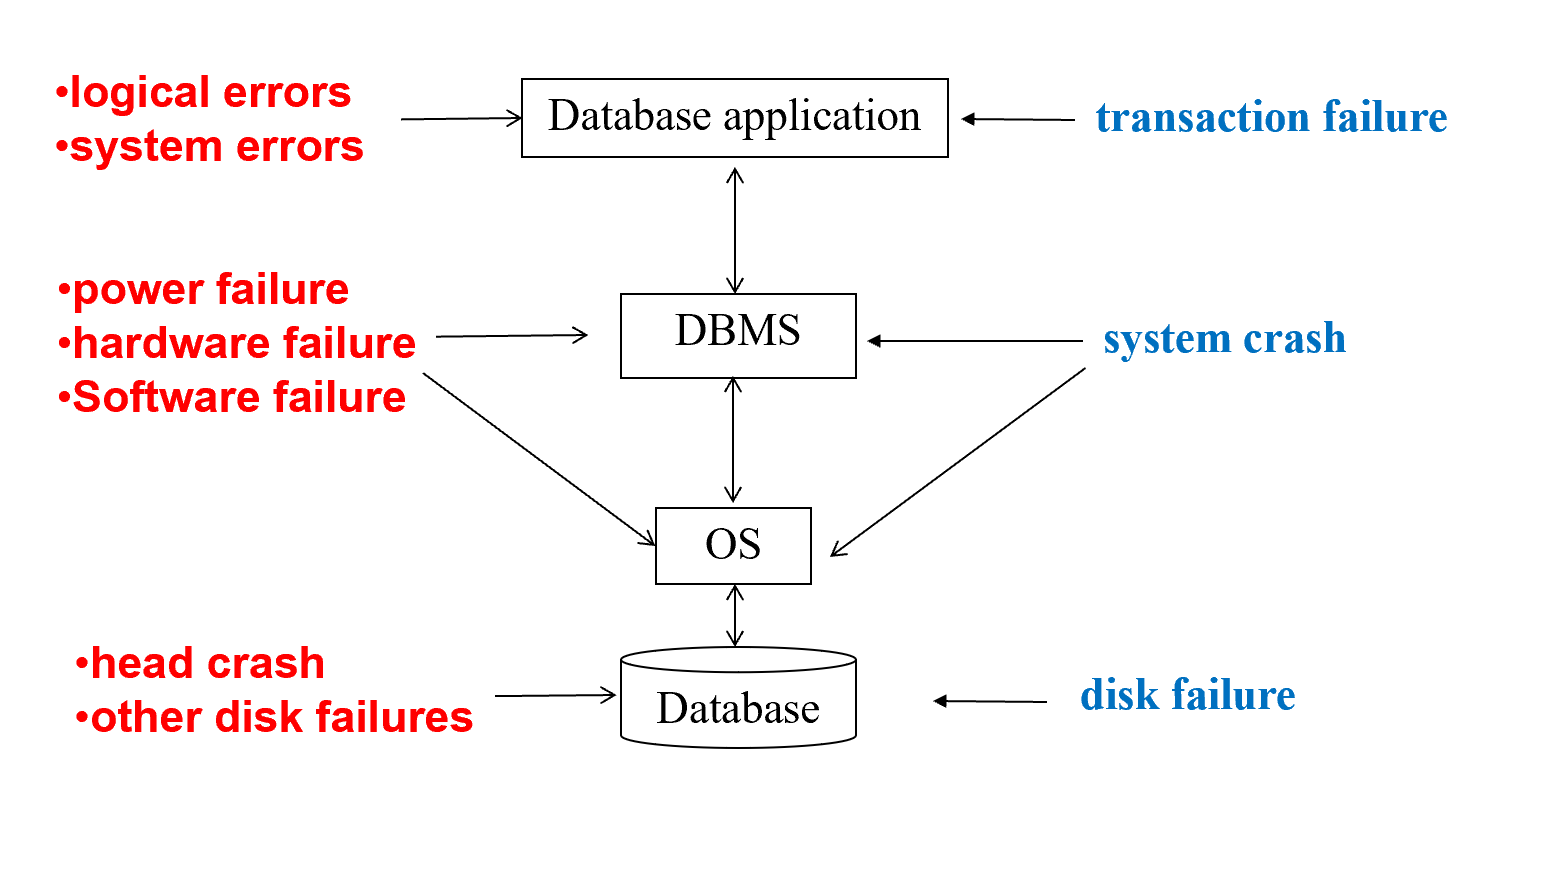 •logical errors
•system errors
Database application
transaction failure
•power failure
•hardware failure
•Software failure
DBMS
system crash
OS
•head crash
•other disk failures
Database
disk failure